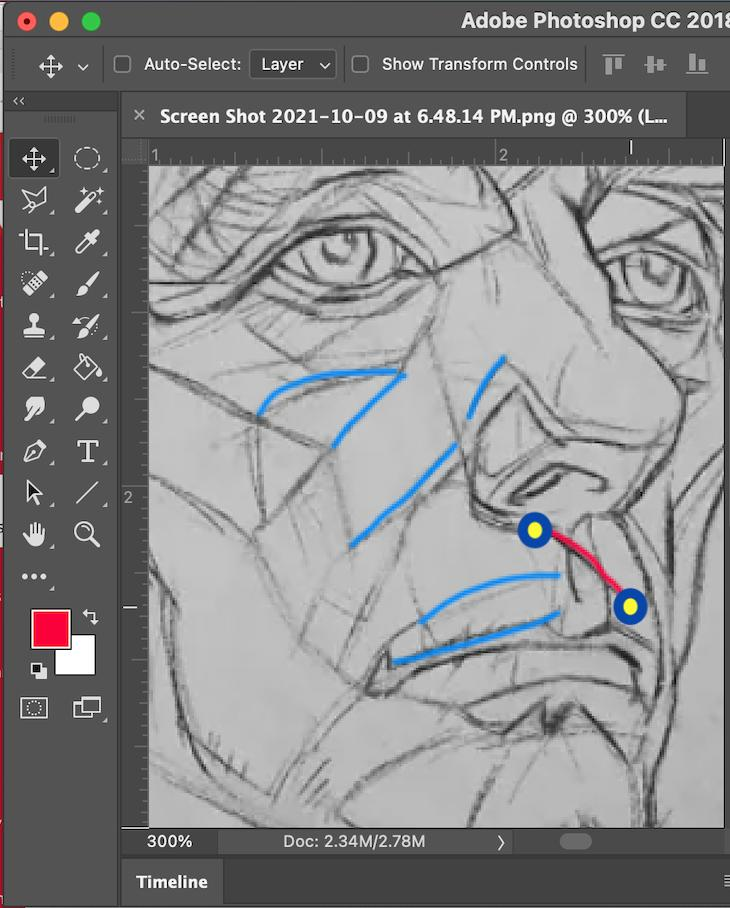 Adobe Photoshop CC 2018
Auto-Select: Layer Show Transform Controls
Screen Shot 2021-10-09 at 6.48.14 PM.png @ 300% (L...
1 2
2
T
300% Doc: 2.34M/2.78M
Timeline